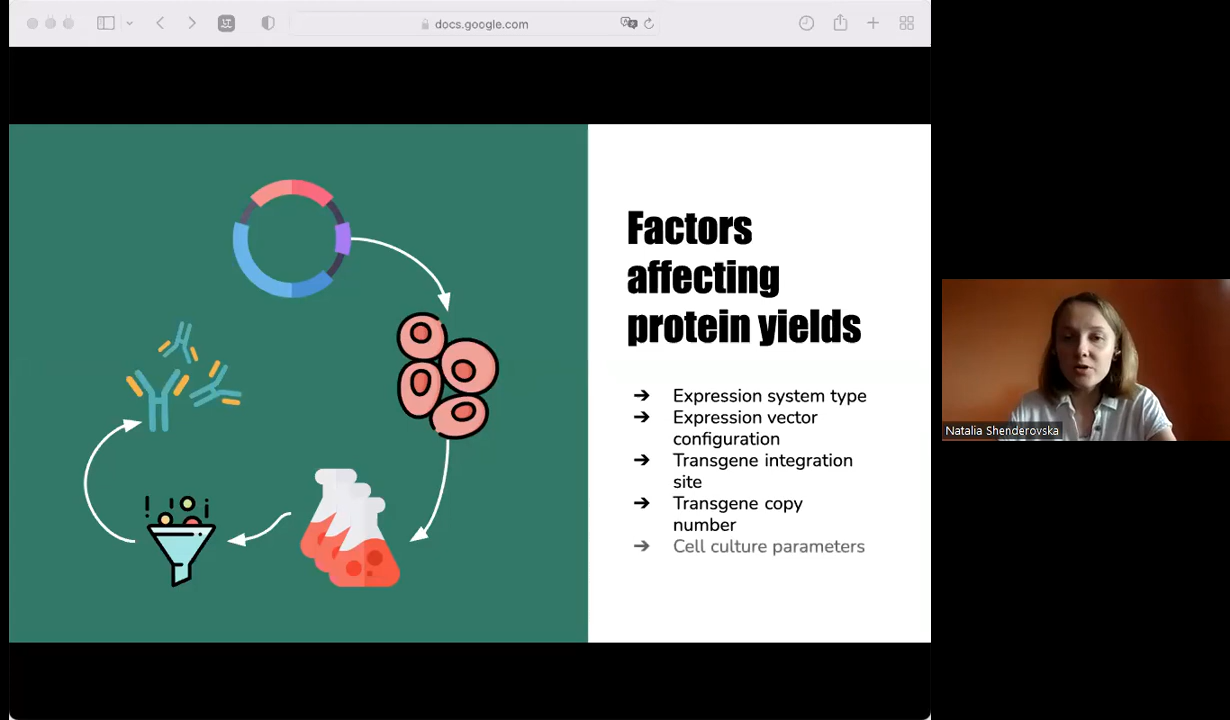 docs.google.com
Factors
affecting
protein yields
➔ Expression system type
➔ Expression vector
configuration
➔ Transgene integration
site
➔ Transgene copy
number
➔ Cell culture parameters
Natalia Shenderovska